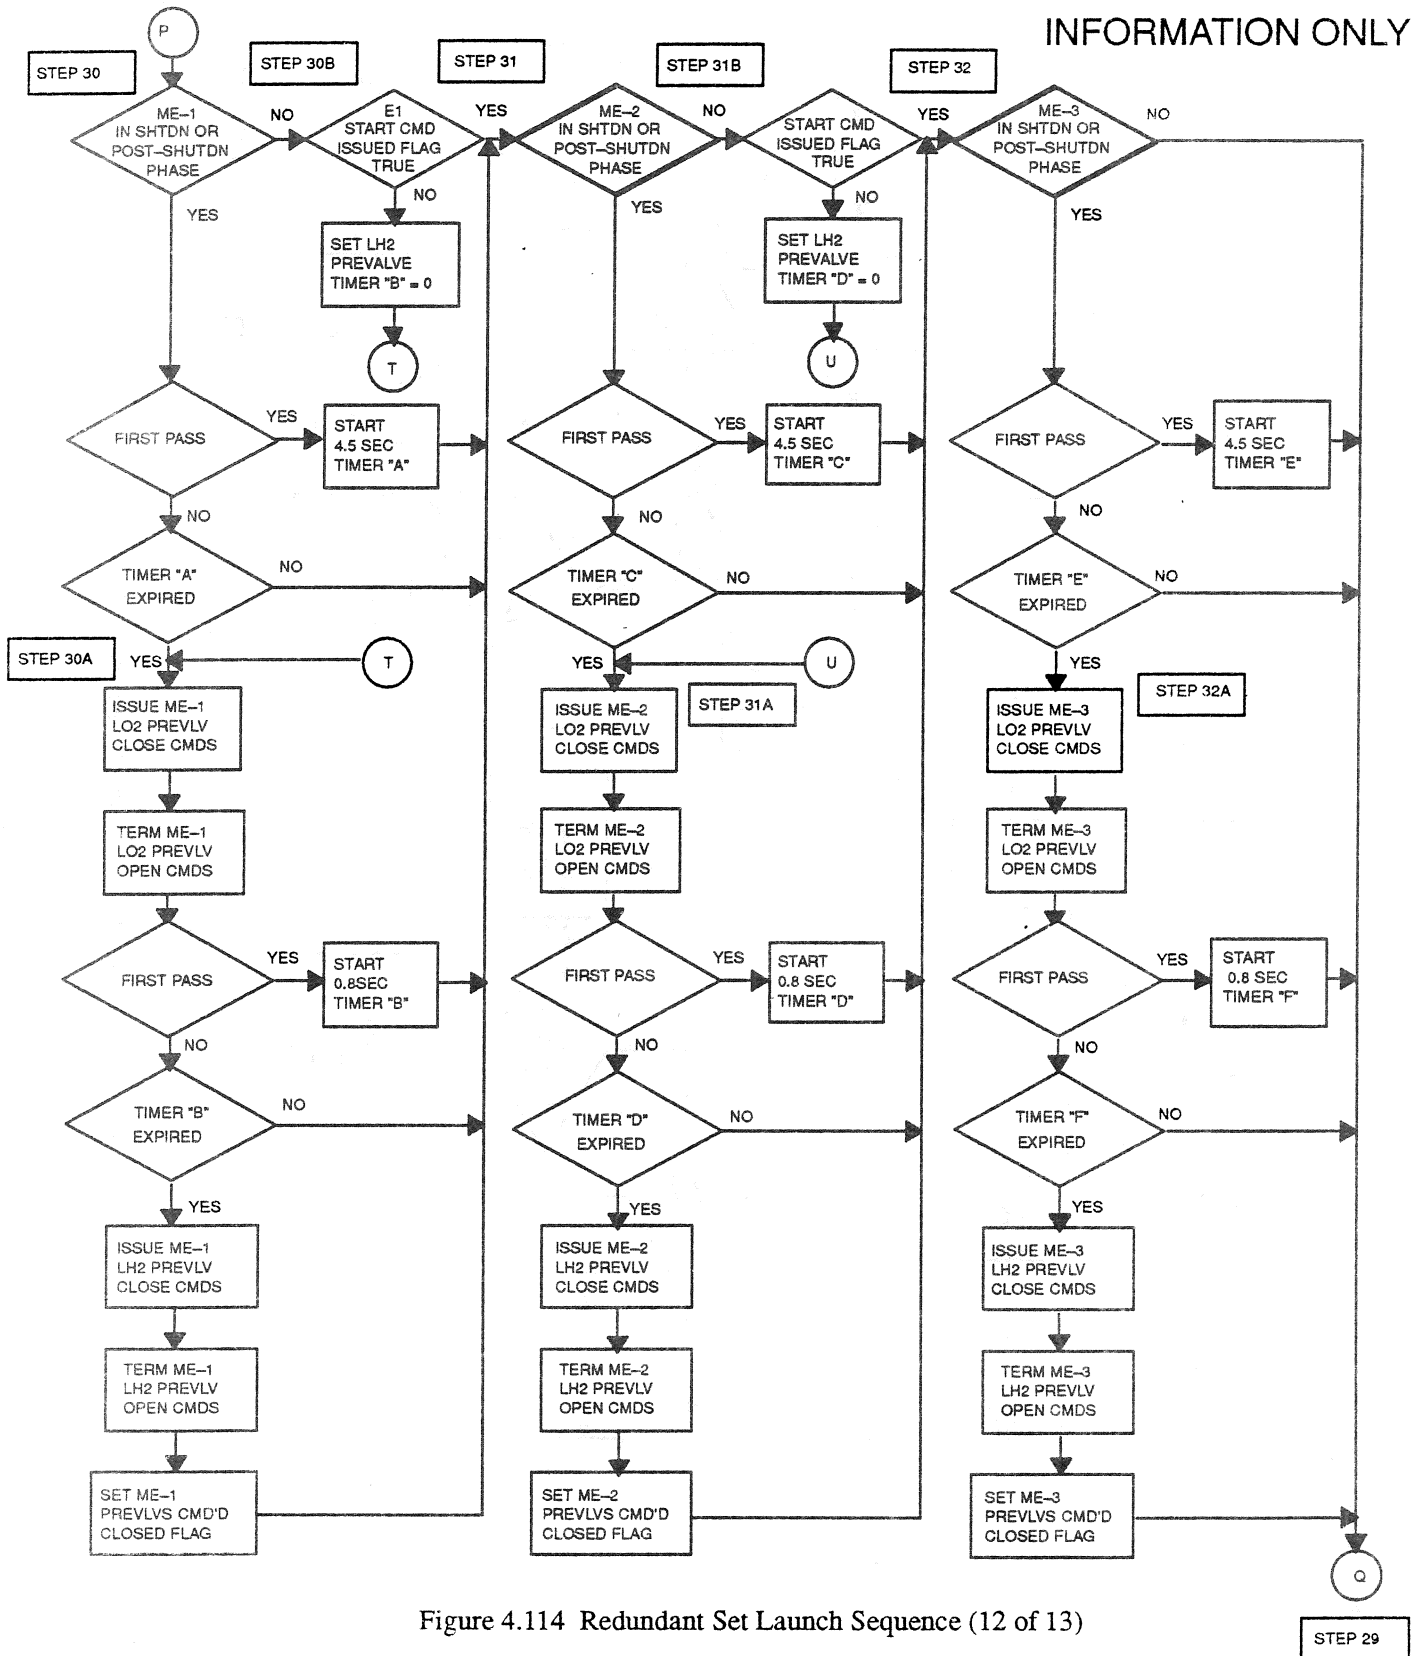 INFORMATION ONLY
P
STEP 30
STEP 30B
STEP 31
STEP 31B
STEP 32
ME–1
IN SHTDN OR
POST–SHUTDN
PHASE
NO
YES
E1
START CMD
ISSUED FLAG
TRUE
YES
NO
SET LH2
PREVALVE
TIMER "B" = 0
T
ME–2
IN SHTDN OR
POST–SHUTDN
PHASE
NO
YES
START CMD
ISSUED FLAG
TRUE
YES
NO
SET LH2
PREVALVE
TIMER "D" = 0
U
ME–3
IN SHTDN OR
POST–SHUTDN
PHASE
NO
YES
FIRST PASS
YES
START
4.5 SEC
TIMER "A"
NO
TIMER "A"
EXPIRED
NO
STEP 30A
YES
T
ISSUE ME–1
LO2 PREVLV
CLOSE CMDS
TERM ME–1
LO2 PREVLV
OPEN CMDS
FIRST PASS
YES
START
0.8SEC
TIMER "B"
NO
TIMER "B"
EXPIRED
NO
YES
ISSUE ME–1
LH2 PREVLV
CLOSE CMDS
TERM ME–1
LH2 PREVLV
OPEN CMDS
SET ME–1
PREVLVS CMD'D
CLOSED FLAG
FIRST PASS
YES
START
4.5 SEC
TIMER "C"
NO
TIMER "C"
EXPIRED
NO
YES
U
STEP 31A
ISSUE ME–2
LO2 PREVLV
CLOSE CMDS
TERM ME–2
LO2 PREVLV
OPEN CMDS
FIRST PASS
YES
START
0.8 SEC
TIMER "D"
NO
TIMER "D"
EXPIRED
NO
YES
ISSUE ME–2
LH2 PREVLV
CLOSE CMDS
TERM ME–2
LH2 PREVLV
OPEN CMDS
SET ME–2
PREVLVS CMD'D
CLOSED FLAG
FIRST PASS
YES
START
4.5 SEC
TIMER "E"
NO
TIMER "E"
EXPIRED
NO
YES
STEP 32A
ISSUE ME–3
LO2 PREVLV
CLOSE CMDS
TERM ME–3
LO2 PREVLV
OPEN CMDS
FIRST PASS
YES
START
0.8 SEC
TIMER "F"
NO
TIMER "F"
EXPIRED
NO
YES
ISSUE ME–3
LH2 PREVLV
CLOSE CMDS
TERM ME–3
LH2 PREVLV
OPEN CMDS
SET ME–3
PREVLVS CMD'D
CLOSED FLAG
Q
Figure 4.114 Redundant Set Launch Sequence (12 of 13)
STEP 29